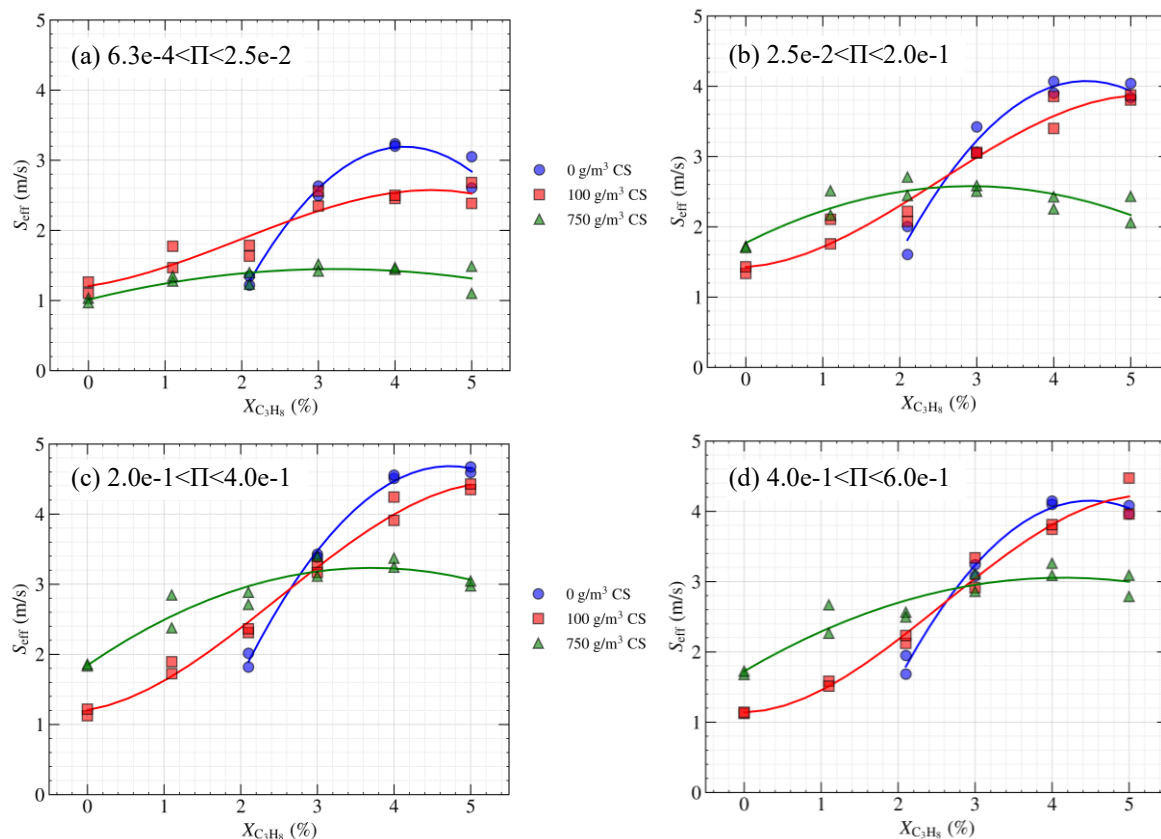 (a) 6.3e-4<Π<2.5e-2
5
4
3
2
1
0
S_eff (m/s)
0 1 2 3 4 5
X_C₃H₈ (%)
0 g/m³ CS
100 g/m³ CS
750 g/m³ CS
(b) 2.5e-2<Π<2.0e-1
5
4
3
2
1
0
S_eff (m/s)
0 1 2 3 4 5
X_C₃H₈ (%)
(c) 2.0e-1<Π<4.0e-1
5
4
3
2
1
0
S_eff (m/s)
0 1 2 3 4 5
X_C₃H₈ (%)
0 g/m³ CS
100 g/m³ CS
750 g/m³ CS
(d) 4.0e-1<Π<6.0e-1
5
4
3
2
1
0
S_eff (m/s)
0 1 2 3 4 5
X_C₃H₈ (%)